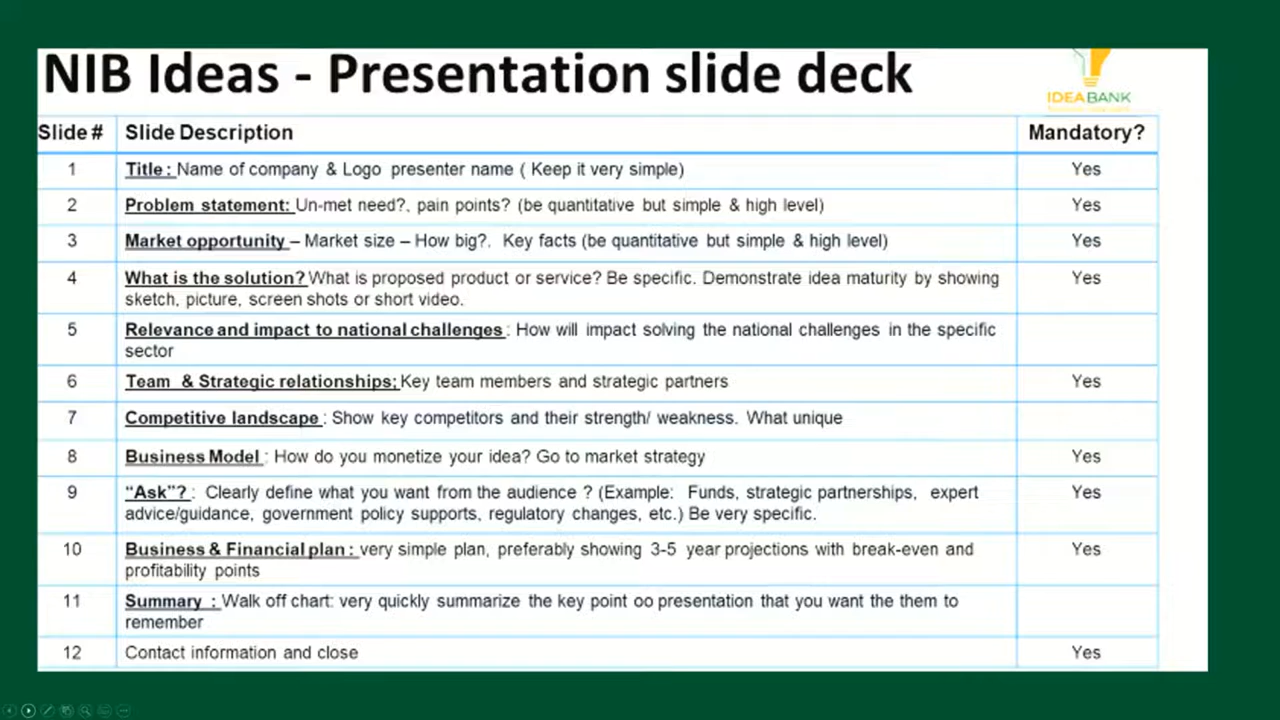 NIB Ideas - Presentation slide deck
IDEABANK
Slide # Slide Description Mandatory?
1 Title : Name of company & Logo presenter name ( Keep it very simple) Yes
2 Problem statement: Un-met need?, pain points? (be quantitative but simple & high level) Yes
3 Market opportunity – Market size – How big?. Key facts (be quantitative but simple & high level) Yes
4 What is the solution? What is proposed product or service? Be specific. Demonstrate idea maturity by showing Yes
sketch, picture, screen shots or short video.
5 Relevance and impact to national challenges : How will impact solving the national challenges in the specific
sector
6 Team & Strategic relationships; Key team members and strategic partners Yes
7 Competitive landscape : Show key competitors and their strength/ weakness. What unique
8 Business Model : How do you monetize your idea? Go to market strategy Yes
9 “Ask”? : Clearly define what you want from the audience ? (Example: Funds, strategic partnerships, expert Yes
advice/guidance, government policy supports, regulatory changes, etc.) Be very specific.
10 Business & Financial plan : very simple plan, preferably showing 3-5 year projections with break-even and Yes
profitability points
11 Summary : Walk off chart: very quickly summarize the key point oo presentation that you want the them to
remember
12 Contact information and close Yes